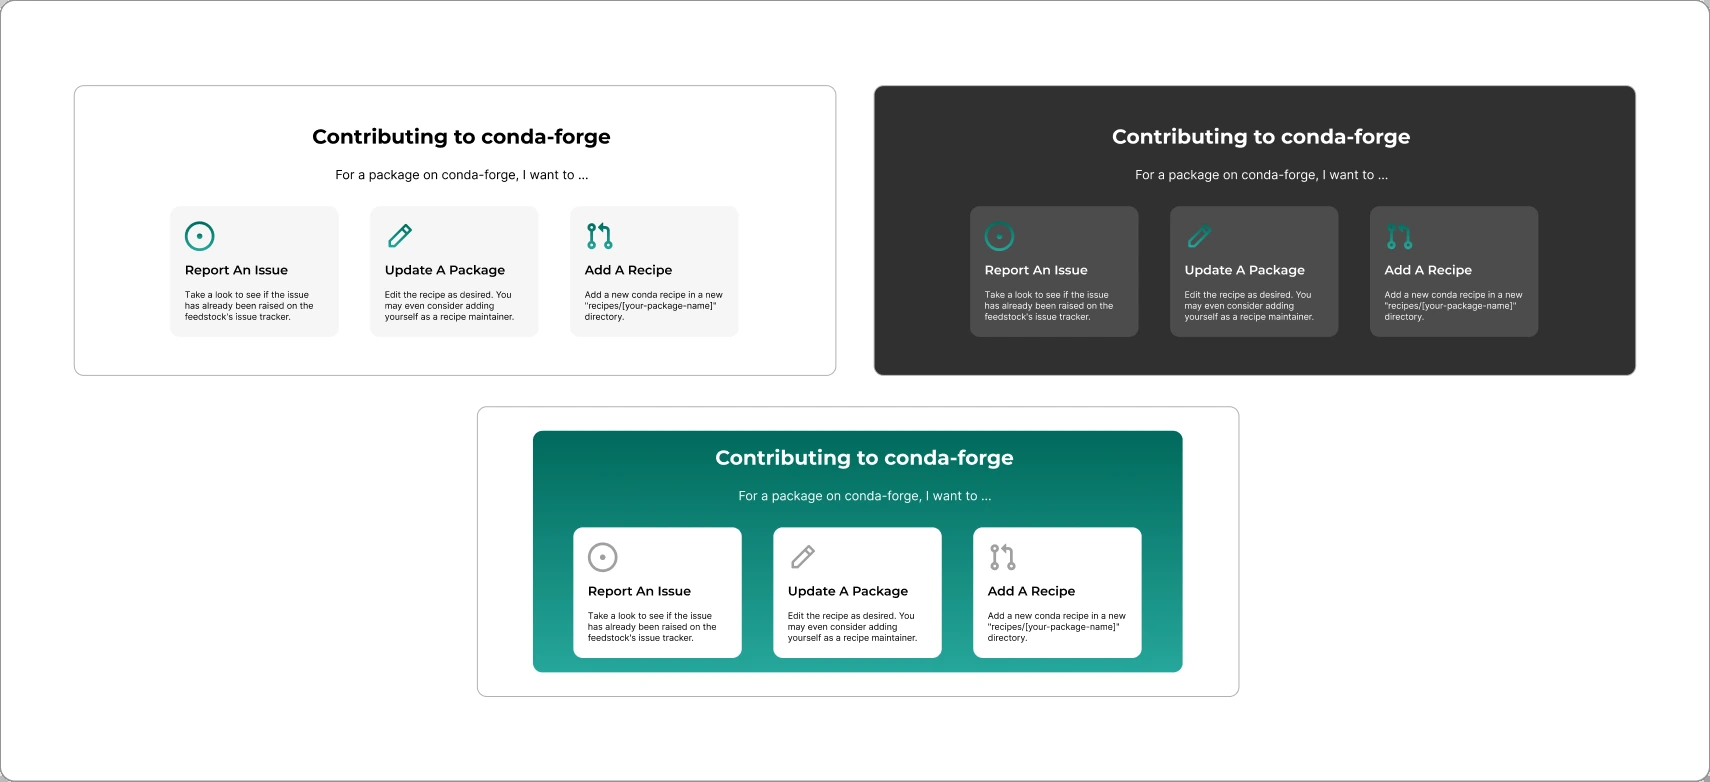 Contributing to conda-forge
For a package on conda-forge, I want to ...
Report An Issue
Take a look to see if the issue
has already been raised on the
feedstock's issue tracker.
Update A Package
Edit the recipe as desired. You
may even consider adding
yourself as a recipe maintainer.
Add A Recipe
Add a new conda recipe in a new
"recipes/[your-package-name]"
directory.
Contributing to conda-forge
For a package on conda-forge, I want to ...
Report An Issue
Take a look to see if the issue
has already been raised on the
feedstock's issue tracker.
Update A Package
Edit the recipe as desired. You
may even consider adding
yourself as a recipe maintainer.
Add A Recipe
Add a new conda recipe in a new
"recipes/[your-package-name]"
directory.
Contributing to conda-forge
For a package on conda-forge, I want to ...
Report An Issue
Take a look to see if the issue
has already been raised on the
feedstock's issue tracker.
Update A Package
Edit the recipe as desired. You
may even consider adding
yourself as a recipe maintainer.
Add A Recipe
Add a new conda recipe in a new
"recipes/[your-package-name]"
directory.